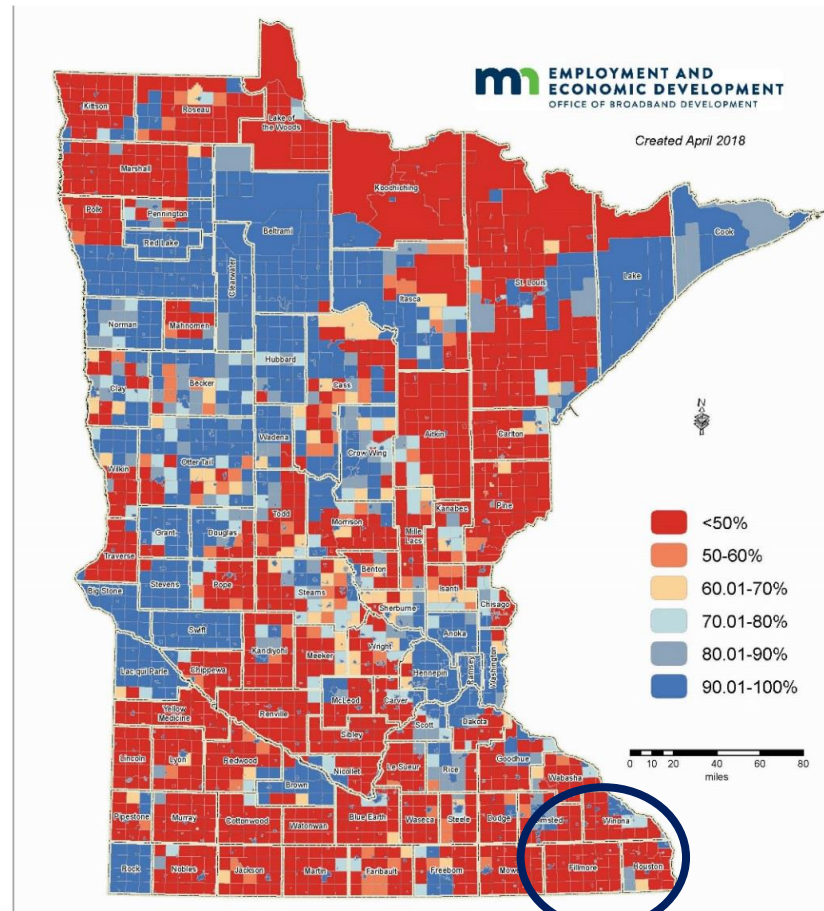 mn EMPLOYMENT AND
ECONOMIC DEVELOPMENT
OFFICE OF BROADBAND DEVELOPMENT
Created April 2018
Kittson
Roseau
Lake of
the Woods
Marshall
Koochiching
Polk
Pennington
Red Lake
Beltrami
Clearwater
Cook
Lake
St. Louis
Itasca
Norman
Mahnomen
Hubbard
Cass
Clay
Becker
Aitkin
Carlton
Wadena
Crow Wing
N
Wilkin
Otter Tail
Pine
Kanabec
Todd
Morrison
Mille
Lacs
Grant
Douglas
Traverse
Benton
Isanti
Big Stone
Stevens
Pope
Stearns
Sherburne
Chisago
Swift
Anoka
Kandiyohi
Meeker
Wright
Hennepin
Ramsey
Washington
Lac qui Parle
Chippewa
McLeod
Carver
Yellow
Medicine
Renville
Scott
Dakota
Sibley
Lincoln
Lyon
Redwood
Nicollet
Le Sueur
Rice
Goodhue
Wabasha
Brown
Pipestone
Murray
Cottonwood
Watonwan
Blue Earth
Waseca
Steele
Dodge
Winona
Rock
Nobles
Jackson
Martin
Faribault
Freeborn
Fillmore
Houston
<50%
50-60%
60.01-70%
70.01-80%
80.01-90%
90.01-100%
0 10 20 40 60 80
miles